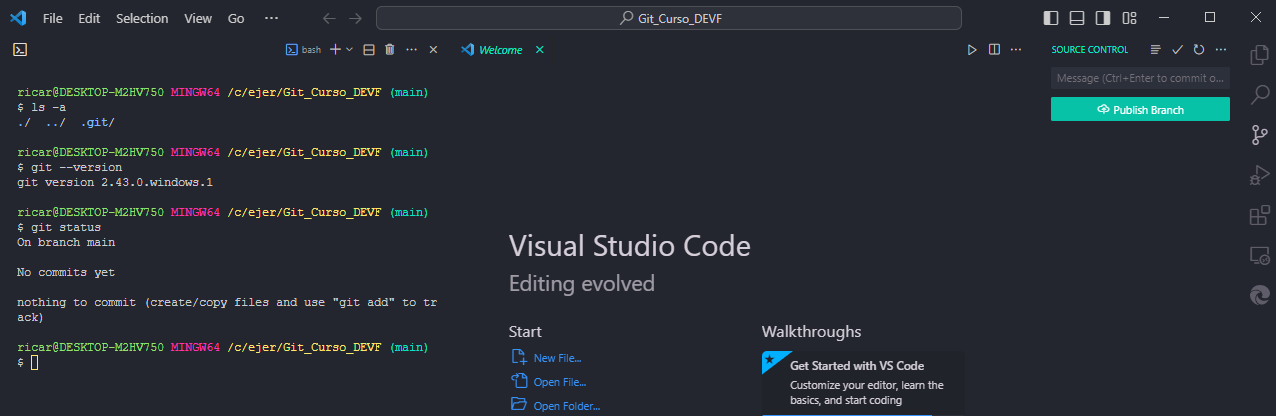 File Edit Selection View Go ···
Git_Curso_DEVF
bash
ricar@DESKTOP-M2HV750 MINGW64 /c/ejer/Git_Curso_DEVF (main)
$ ls -a
./  ../  .git/
ricar@DESKTOP-M2HV750 MINGW64 /c/ejer/Git_Curso_DEVF (main)
$ git --version
git version 2.43.0.windows.1
ricar@DESKTOP-M2HV750 MINGW64 /c/ejer/Git_Curso_DEVF (main)
$ git status
On branch main
No commits yet
nothing to commit (create/copy files and use "git add" to tr
ack)
ricar@DESKTOP-M2HV750 MINGW64 /c/ejer/Git_Curso_DEVF (main)
$
Welcome
Visual Studio Code
Editing evolved
Start
New File...
Open File...
Open Folder...
Walkthroughs
Get Started with VS Code
Customize your editor, learn the
basics, and start coding
SOURCE CONTROL
Message (Ctrl+Enter to commit o...
Publish Branch